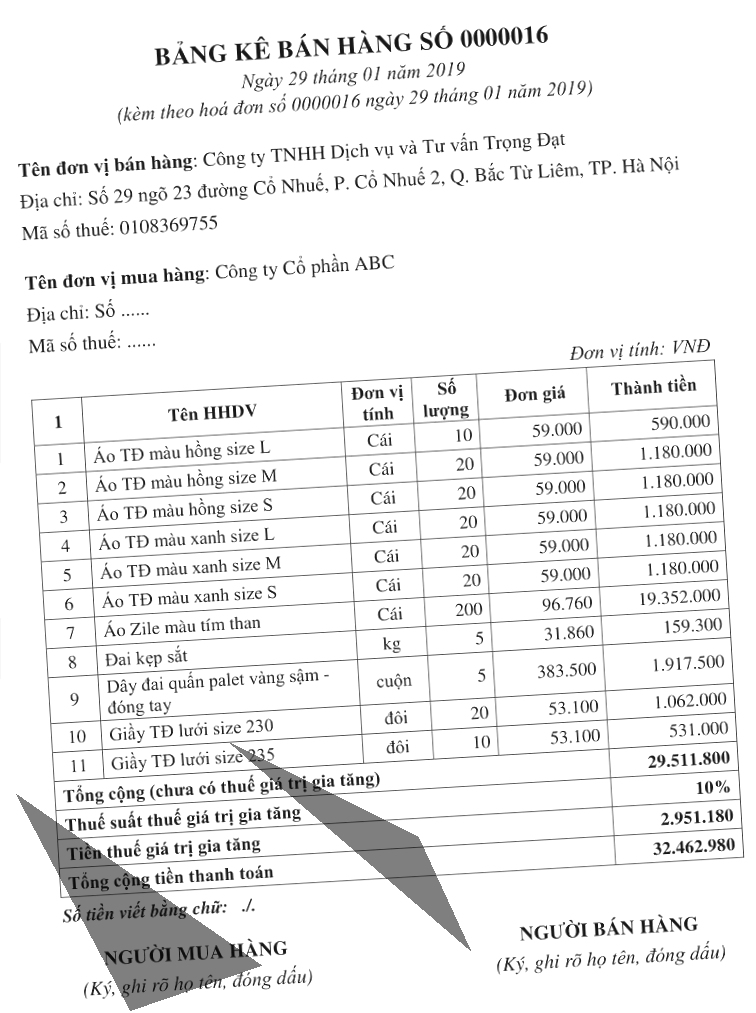 BẢNG KÊ BÁN HÀNG SỐ 0000016
Ngày 29 tháng 01 năm 2019
(kèm theo hoá đơn số 0000016 ngày 29 tháng 01 năm 2019)
Tên đơn vị bán hàng: Công ty TNHH Dịch vụ và Tư vấn Trọng Đạt
Địa chỉ: Số 29 ngõ 23 đường Cổ Nhuế, P. Cổ Nhuế 2, Q. Bắc Từ Liêm, TP. Hà Nội
Mã số thuế: 0108369755
Tên đơn vị mua hàng: Công ty Cổ phần ABC
Địa chỉ: Số ......
Mã số thuế: ......
Đơn vị tính: VNĐ
1 Tên HHDV Đơn vị tính Số lượng Đơn giá Thành tiền
1 Áo TĐ màu hồng size L Cái 10 59.000 590.000
2 Áo TĐ màu hồng size M Cái 20 59.000 1.180.000
3 Áo TĐ màu hồng size S Cái 20 59.000 1.180.000
4 Áo TĐ màu xanh size L Cái 20 59.000 1.180.000
5 Áo TĐ màu xanh size M Cái 20 59.000 1.180.000
6 Áo TĐ màu xanh size S Cái 20 59.000 1.180.000
7 Áo Zile màu tím than Cái 200 96.760 19.352.000
8 Đai kẹp sắt kg 5 31.860 159.300
9 Dây đai quấn palet vàng sậm - đóng tay cuộn 5 383.500 1.917.500
10 Giầy TĐ lưới size 230 đôi 20 53.100 1.062.000
11 Giầy TĐ lưới size 235 đôi 10 53.100 531.000
Tổng cộng (chưa có thuế giá trị gia tăng) 29.511.800
Thuế suất thuế giá trị gia tăng 10%
Tiền thuế giá trị gia tăng 2.951.180
Tổng cộng tiền thanh toán 32.462.980
Số tiền viết bằng chữ: ./.
NGƯỜI MUA HÀNG NGƯỜI BÁN HÀNG
(Ký, ghi rõ họ tên, đóng dấu) (Ký, ghi rõ họ tên, đóng dấu)